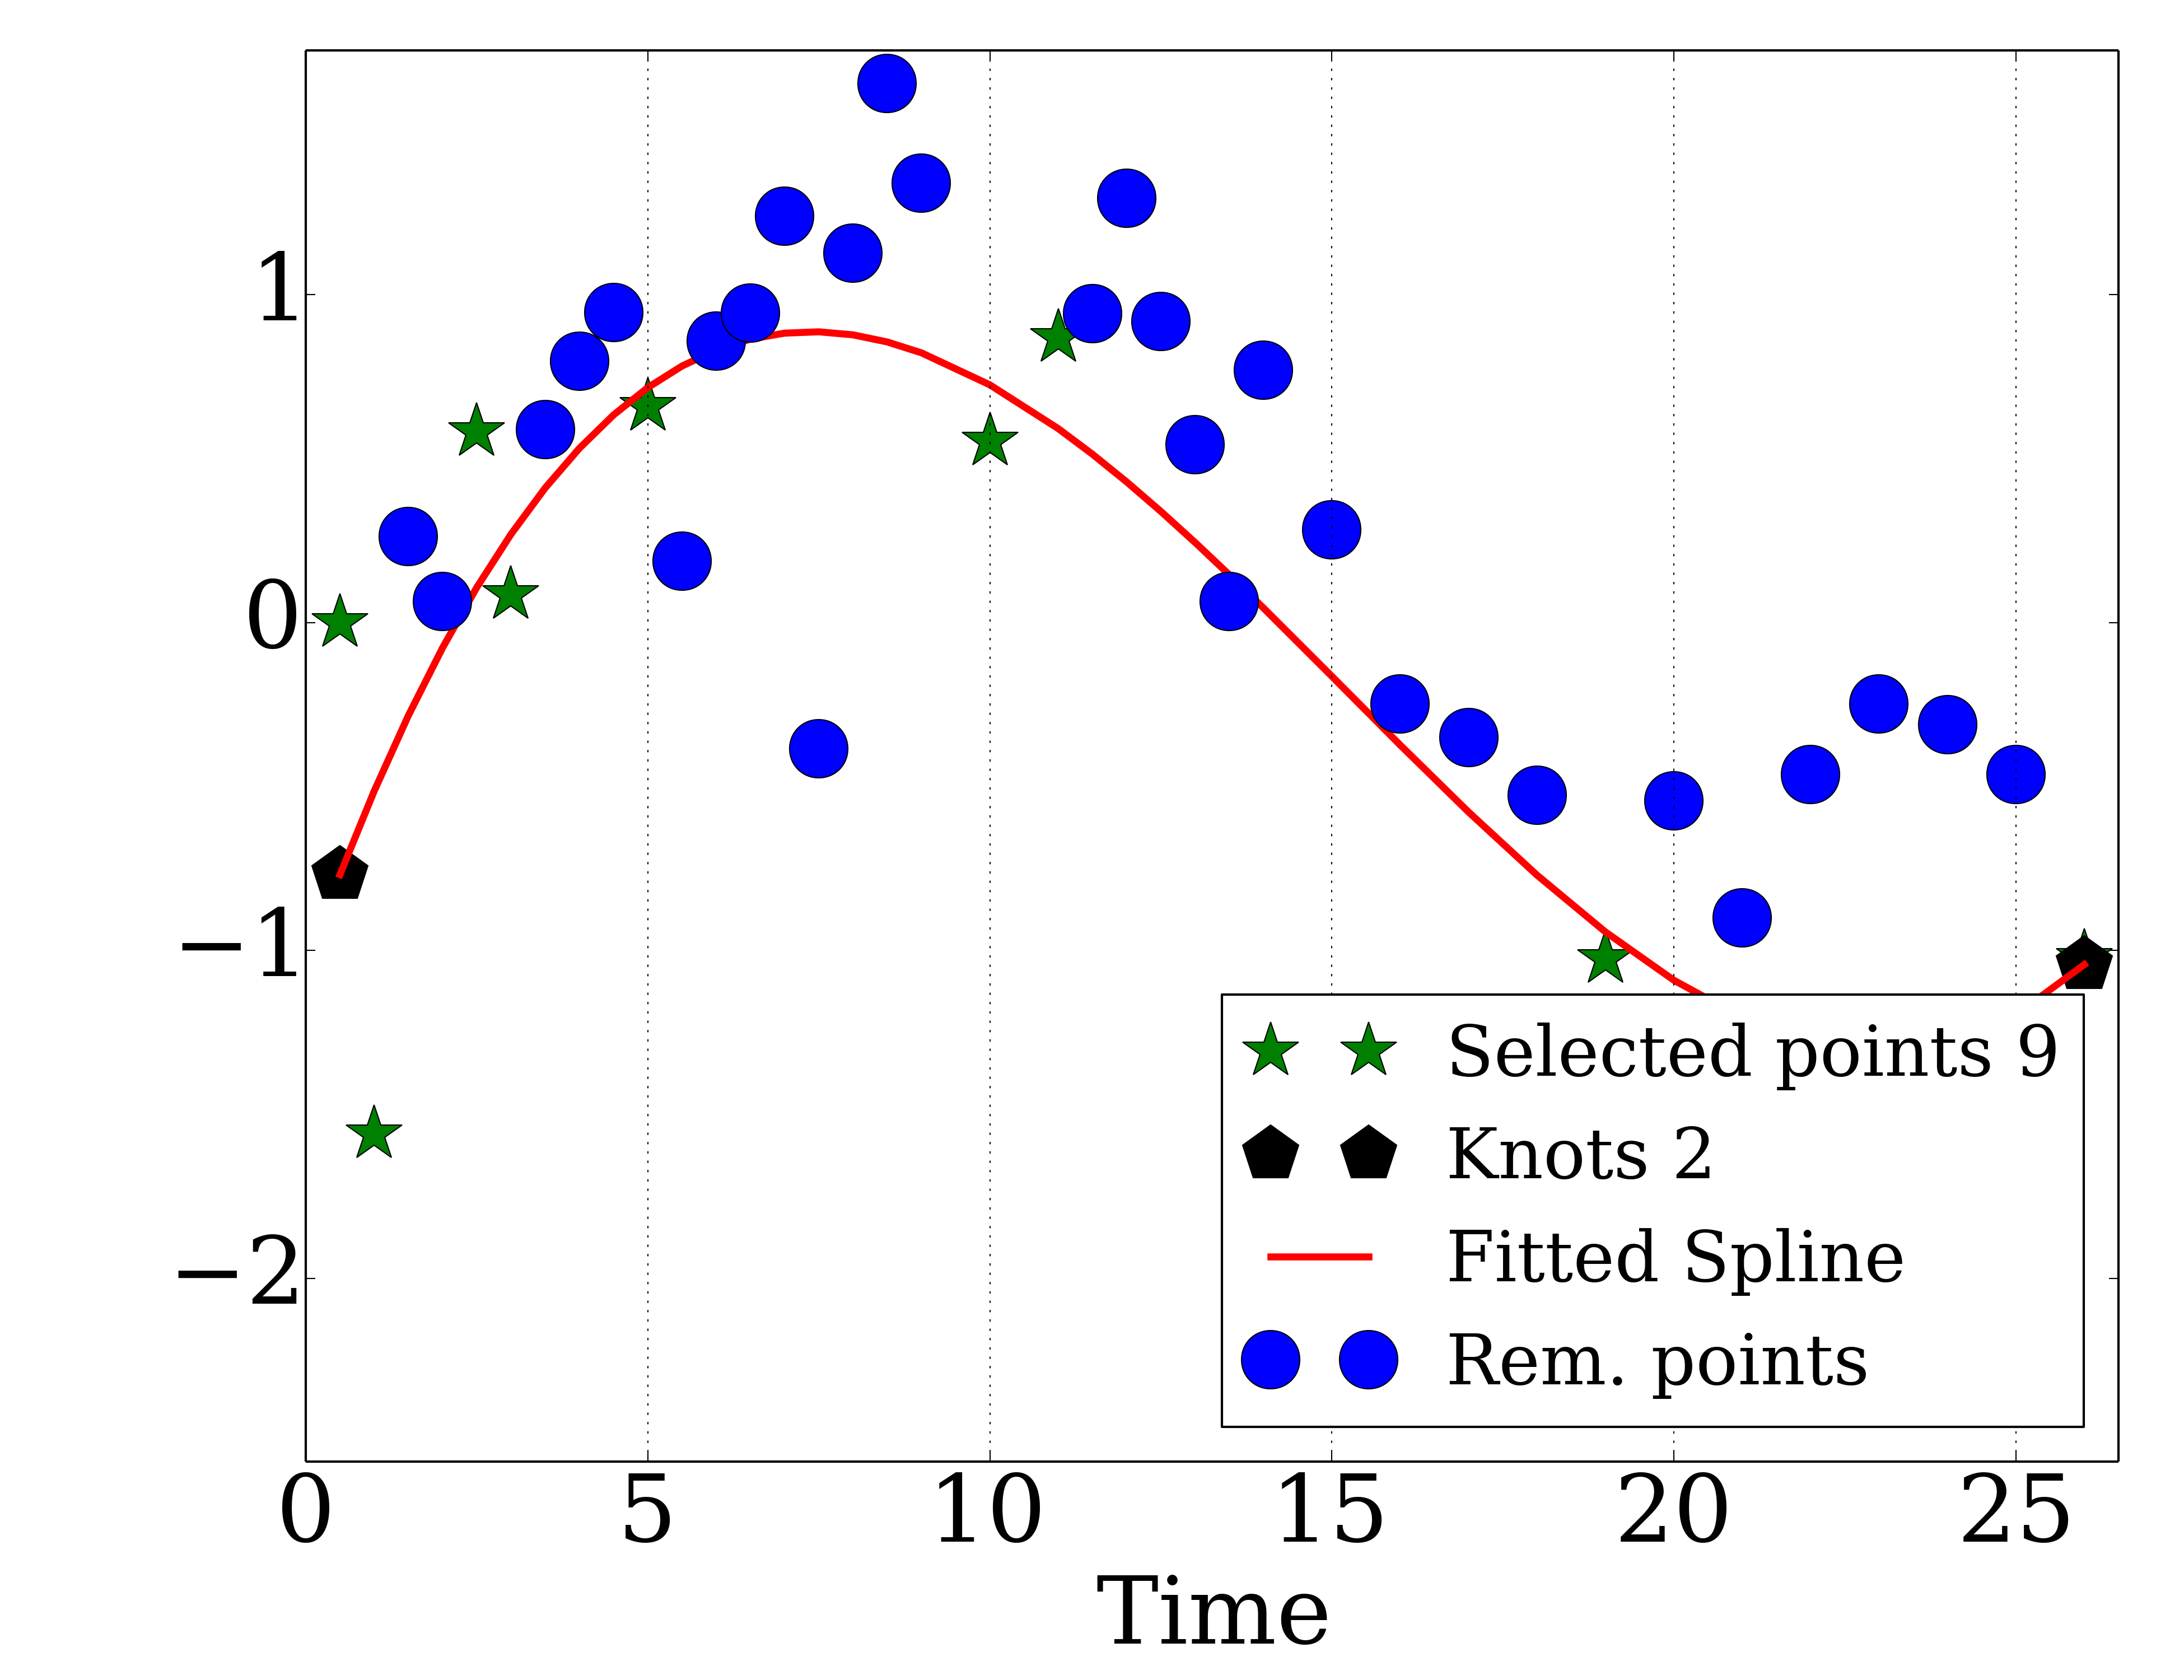 1
0
−1
−2
Selected points 9
Knots 2
Fitted Spline
Rem. points
0 5 10 15 20 25
Time